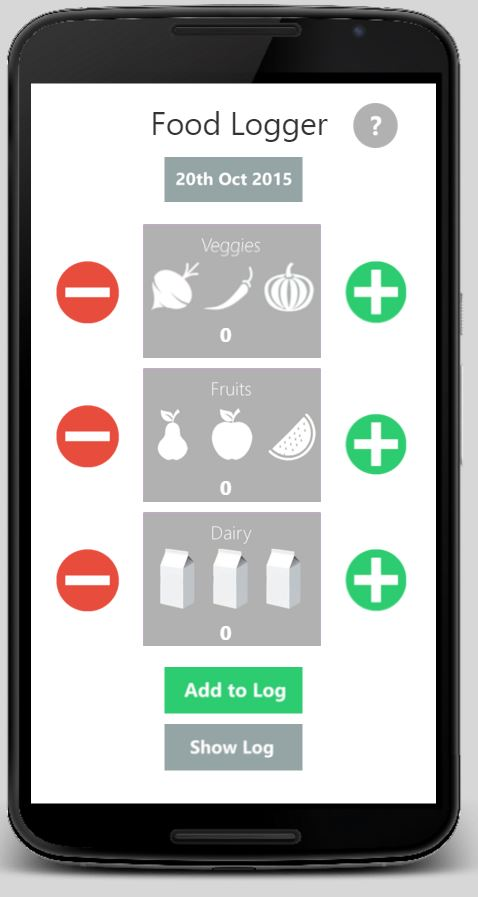 Food Logger
?
20th Oct 2015
Veggies
0
Fruits
0
Dairy
0
Add to Log
Show Log